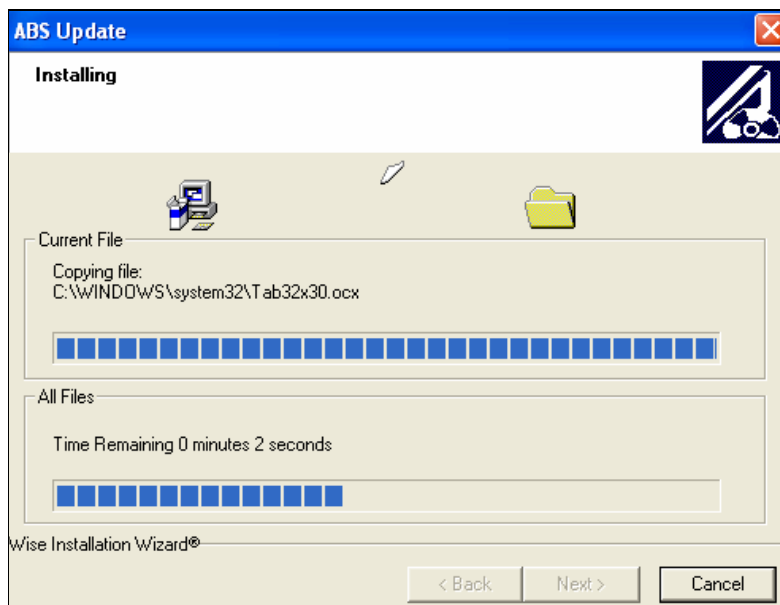 ABS Update
Installing
Current File
Copying file:
C:\WINDOWS\system32\Tab32x30.ocx
All Files
Time Remaining 0 minutes 2 seconds
Wise Installation Wizard®
< Back
Next >
Cancel